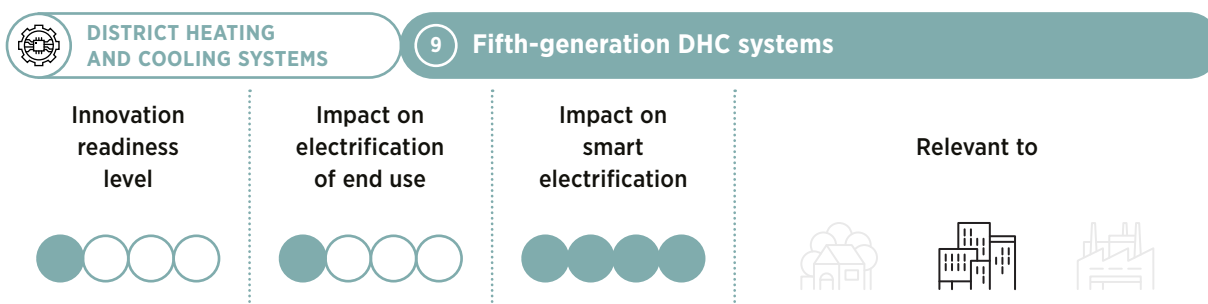 DISTRICT HEATING
AND COOLING SYSTEMS
9 Fifth-generation DHC systems
Innovation
readiness
level
Impact on
electrification
of end use
Impact on
smart
electrification
Relevant to